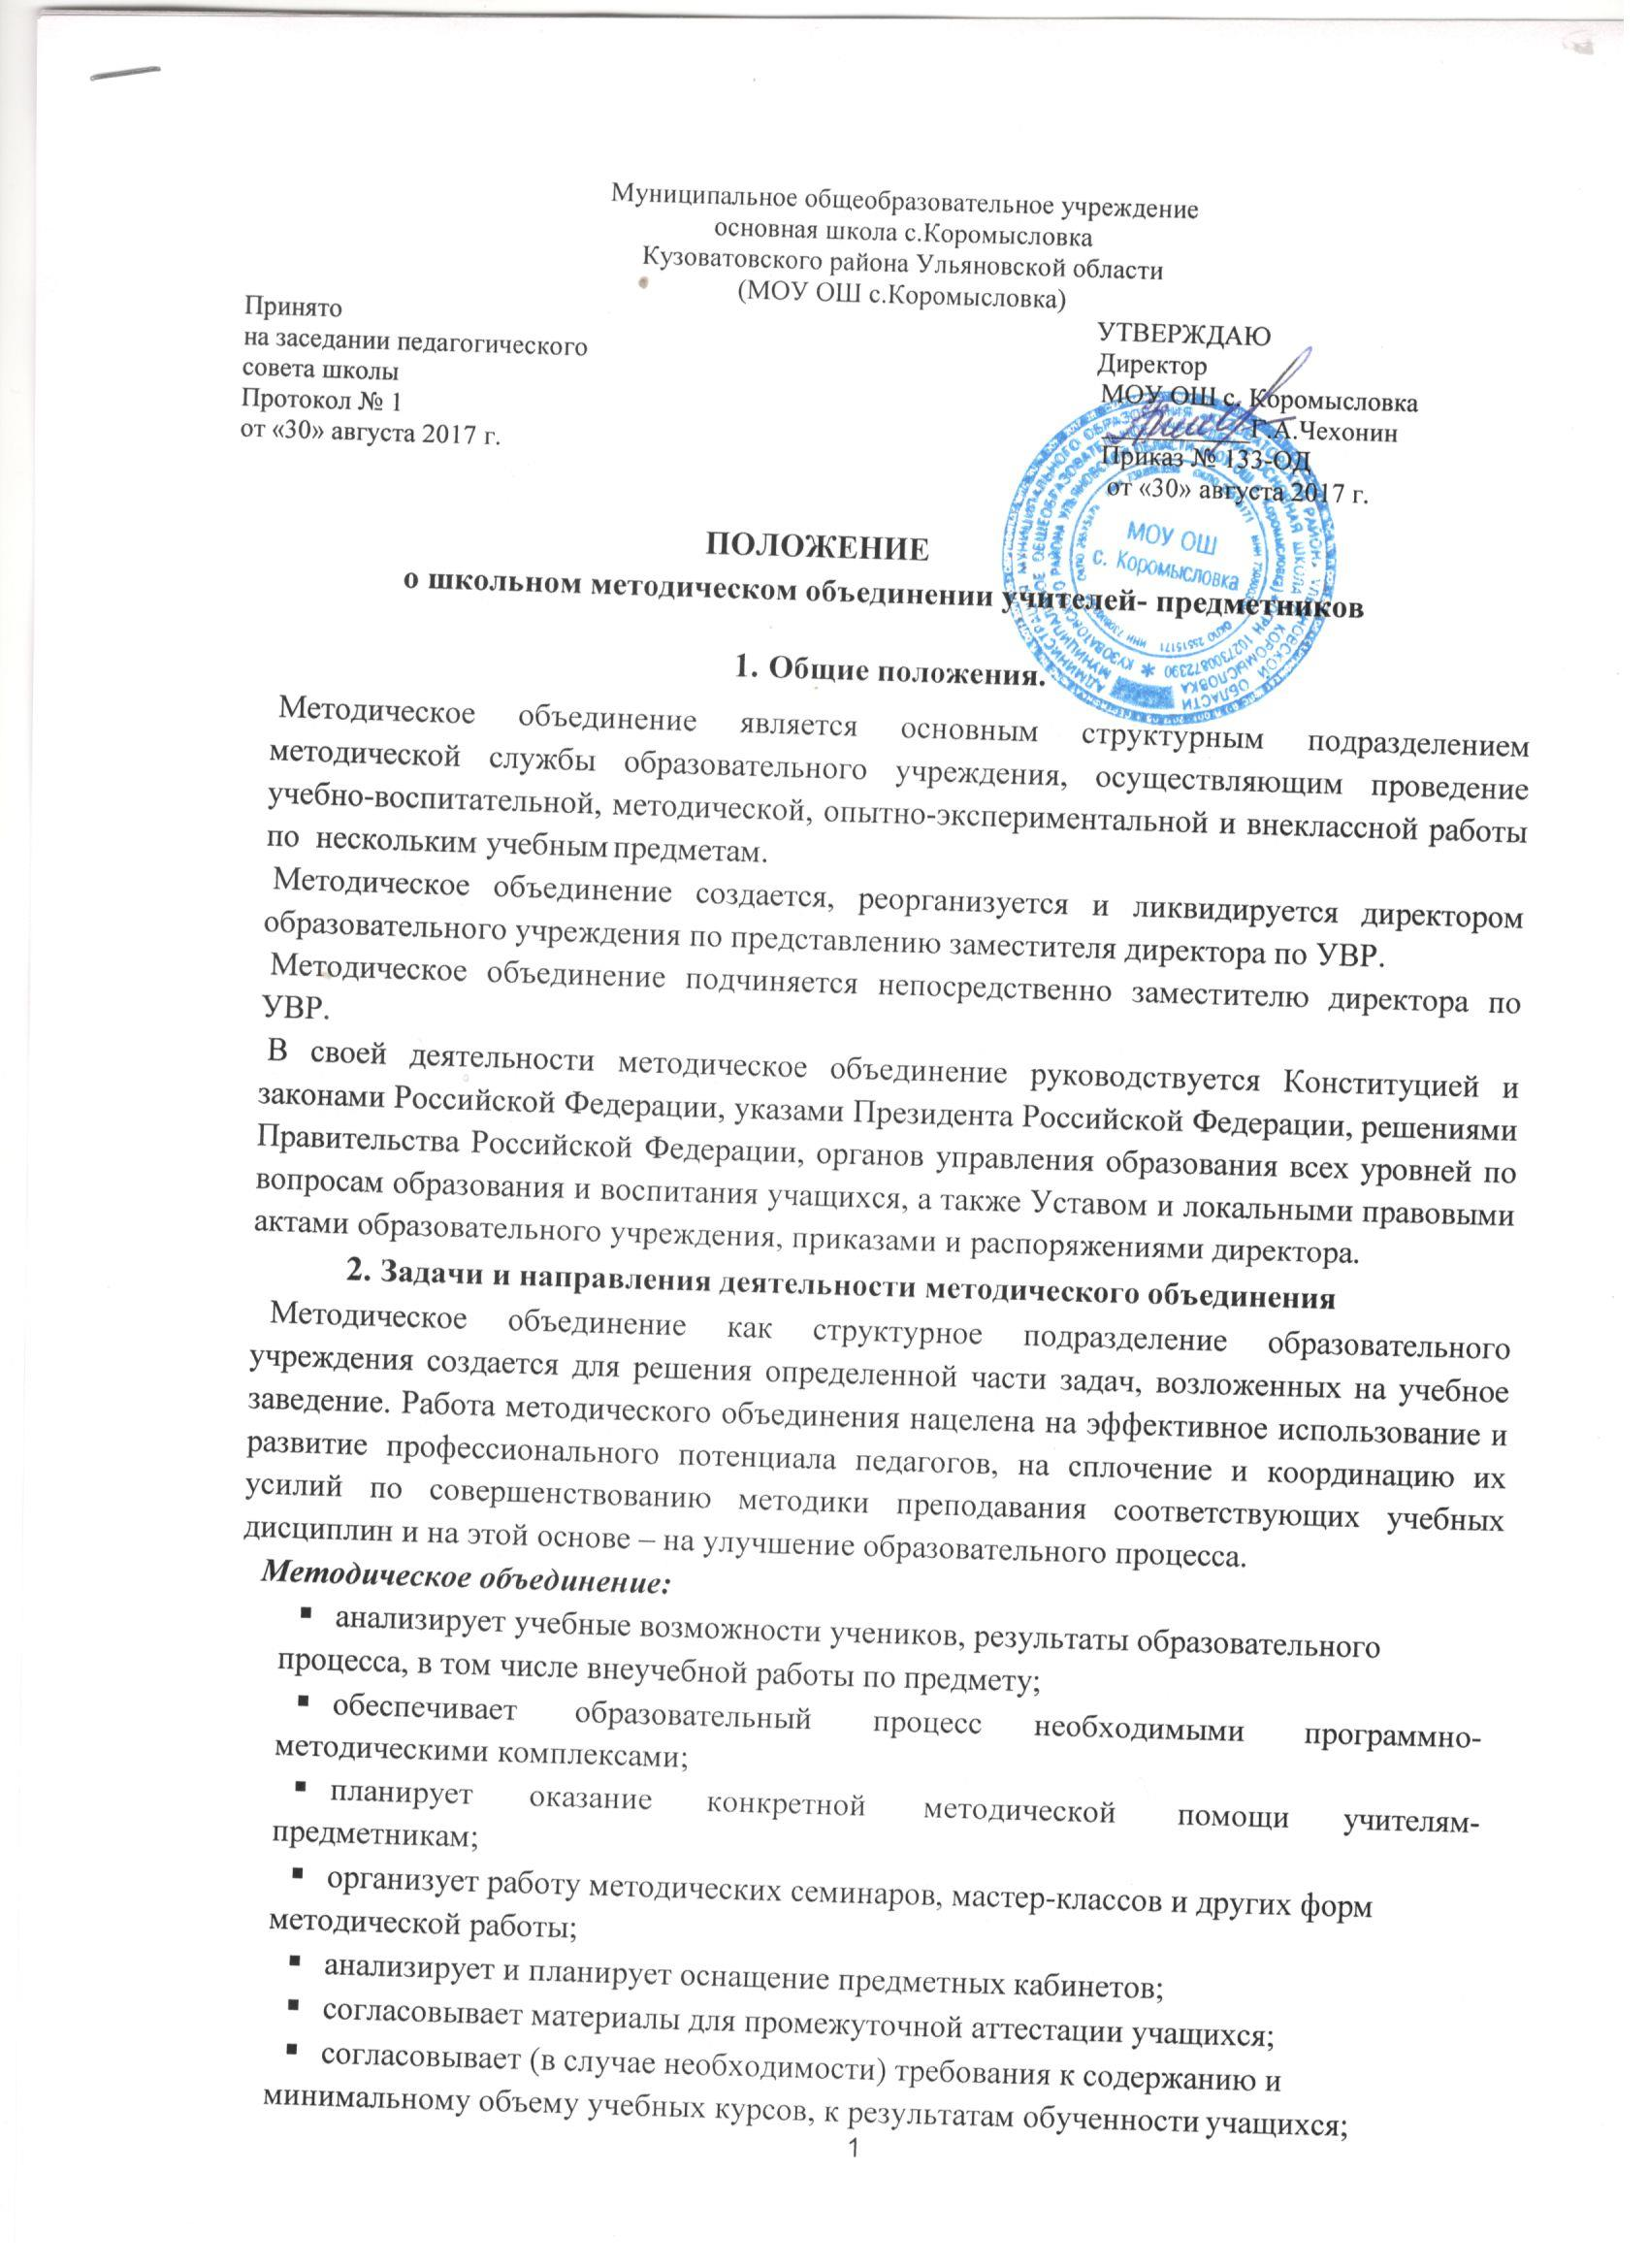 Муниципальное общеобразовательное учреждение
основная школа с.Коромысловка
Кузоватовского района Ульяновской области
(МОУ ОШ с.Коромысловка)
Принято
на заседании педагогического
совета школы
Протокол № 1
от «30» августа 2017 г.
УТВЕРЖДАЮ
Директор
МОУ ОШ с. Коромысловка
Г.А.Чехонин
Приказ № 133-ОД
от «30» августа 2017 г.
МОУ ОШ
с. Коромысловка
ПОЛОЖЕНИЕ
о школьном методическом объединении учителей- предметников
1. Общие положения.
Методическое объединение является основным структурным подразделением
методической службы образовательного учреждения, осуществляющим проведение
учебно-воспитательной, методической, опытно-экспериментальной и внеклассной работы
по нескольким учебным предметам.
Методическое объединение создается, реорганизуется и ликвидируется директором
образовательного учреждения по представлению заместителя директора по УВР.
Методическое объединение подчиняется непосредственно заместителю директора по
УВР.
В своей деятельности методическое объединение руководствуется Конституцией и
законами Российской Федерации, указами Президента Российской Федерации, решениями
Правительства Российской Федерации, органов управления образования всех уровней по
вопросам образования и воспитания учащихся, а также Уставом и локальными правовыми
актами образовательного учреждения, приказами и распоряжениями директора.
2. Задачи и направления деятельности методического объединения
Методическое объединение как структурное подразделение образовательного
учреждения создается для решения определенной части задач, возложенных на учебное
заведение. Работа методического объединения нацелена на эффективное использование и
развитие профессионального потенциала педагогов, на сплочение и координацию их
усилий по совершенствованию методики преподавания соответствующих учебных
дисциплин и на этой основе – на улучшение образовательного процесса.
Методическое объединение:
▪ анализирует учебные возможности учеников, результаты образовательного
процесса, в том числе внеучебной работы по предмету;
▪ обеспечивает образовательный процесс необходимыми программно-
методическими комплексами;
▪ планирует оказание конкретной методической помощи учителям-
предметникам;
▪ организует работу методических семинаров, мастер-классов и других форм
методической работы;
▪ анализирует и планирует оснащение предметных кабинетов;
▪ согласовывает материалы для промежуточной аттестации учащихся;
▪ согласовывает (в случае необходимости) требования к содержанию и
минимальному объему учебных курсов, к результатам обученности учащихся;
1